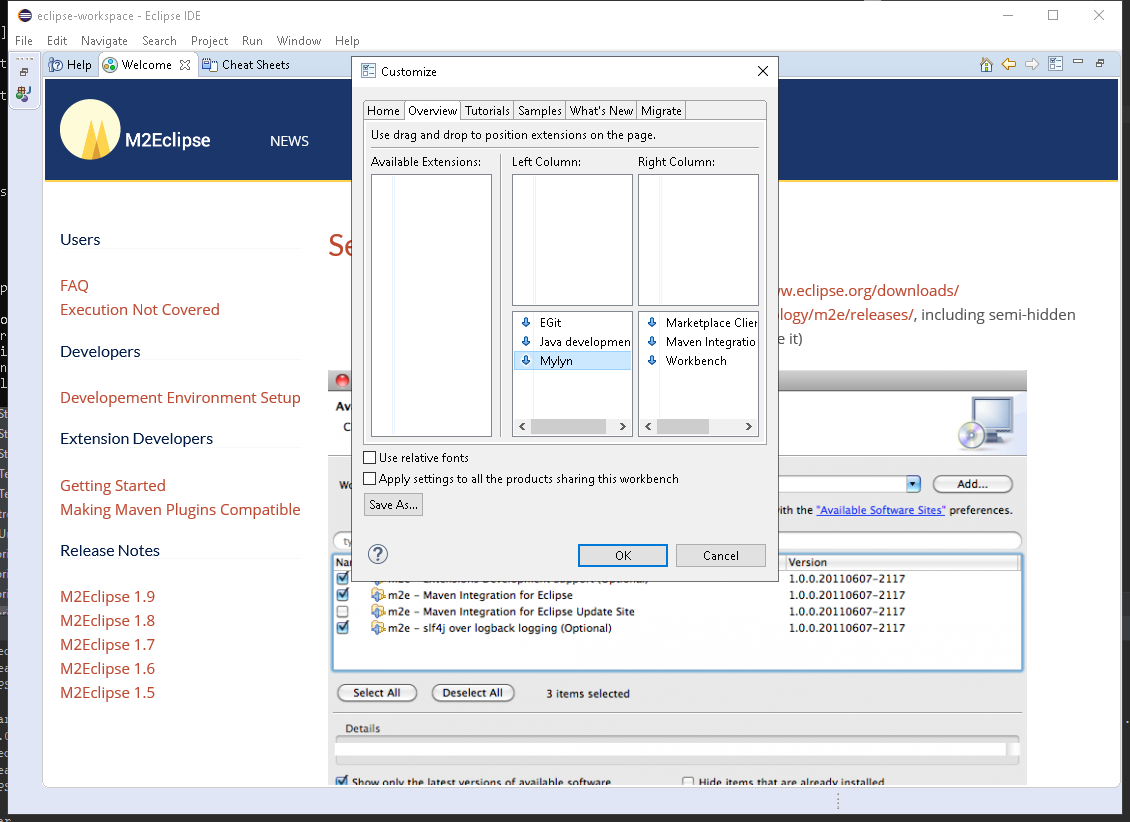 eclipse-workspace - Eclipse IDE
File Edit Navigate Search Project Run Window Help
Help Welcome Cheat Sheets
M2Eclipse
NEWS
Users
FAQ
Execution Not Covered
Developers
Developement Environment Setup
Extension Developers
Getting Started
Making Maven Plugins Compatible
Release Notes
M2Eclipse 1.9
M2Eclipse 1.8
M2Eclipse 1.7
M2Eclipse 1.6
M2Eclipse 1.5
Customize
Home Overview Tutorials Samples What's New Migrate
Use drag and drop to position extensions on the page.
Available Extensions: Left Column: Right Column:
EGit
Java developmen
Mylyn
Marketplace Clier
Maven Integratio
Workbench
Use relative fonts
Apply settings to all the products sharing this workbench
Save As...
? OK Cancel
Se
w.eclipse.org/downloads/
ology/m2e/releases/, including semi-hidden
e it)
Av
C
Wo
Add...
ith the "Available Software Sites" preferences.
ty
Na Version
m2e - Extensions Development Support (Optional) 1.0.0.20110607-2117
m2e - Maven Integration for Eclipse 1.0.0.20110607-2117
m2e - Maven Integration for Eclipse Update Site 1.0.0.20110607-2117
m2e - slf4j over logback logging (Optional) 1.0.0.20110607-2117
Select All Deselect All 3 items selected
Details
Show only the latest versions of available software Hide items that are already installed